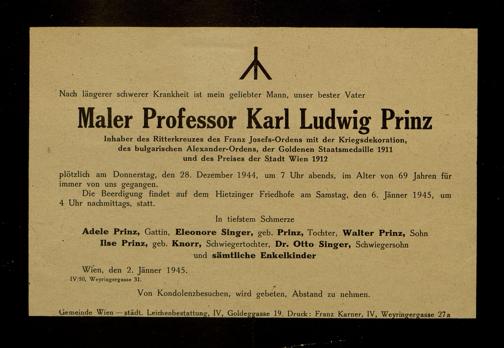 Nach längerer schwerer Krankheit ist mein geliebter Mann, unser bester Vater
Maler Professor Karl Ludwig Prinz
Inhaber des Ritterkreuzes des Franz Josefs-Ordens mit der Kriegsdekoration,
des bulgarischen Alexander-Ordens, der Goldenen Staatsmedaille 1911
und des Preises der Stadt Wien 1912
plötzlich am Donnerstag, den 28. Dezember 1944, um 7 Uhr abends, im Alter von 69 Jahren für
immer von uns gegangen.
Die Beerdigung findet auf dem Hietzinger Friedhofe am Samstag, den 6. Jänner 1945, um
4 Uhr nachmittags, statt.
In tiefstem Schmerze
Adele Prinz, Gattin, Eleonore Singer, geb. Prinz, Tochter, Walter Prinz, Sohn
Ilse Prinz, geb. Knorr, Schwiegertochter, Dr. Otto Singer, Schwiegersohn
und sämtliche Enkelkinder
Wien, den 2. Jänner 1945.
IV/50, Weyringergasse 31.
Von Kondolenzbesuchen, wird gebeten, Abstand zu nehmen.
Gemeinde Wien — städt. Leichenbestattung, IV, Goldeggasse 19. Druck: Franz Karner, IV, Weyringergasse 27a